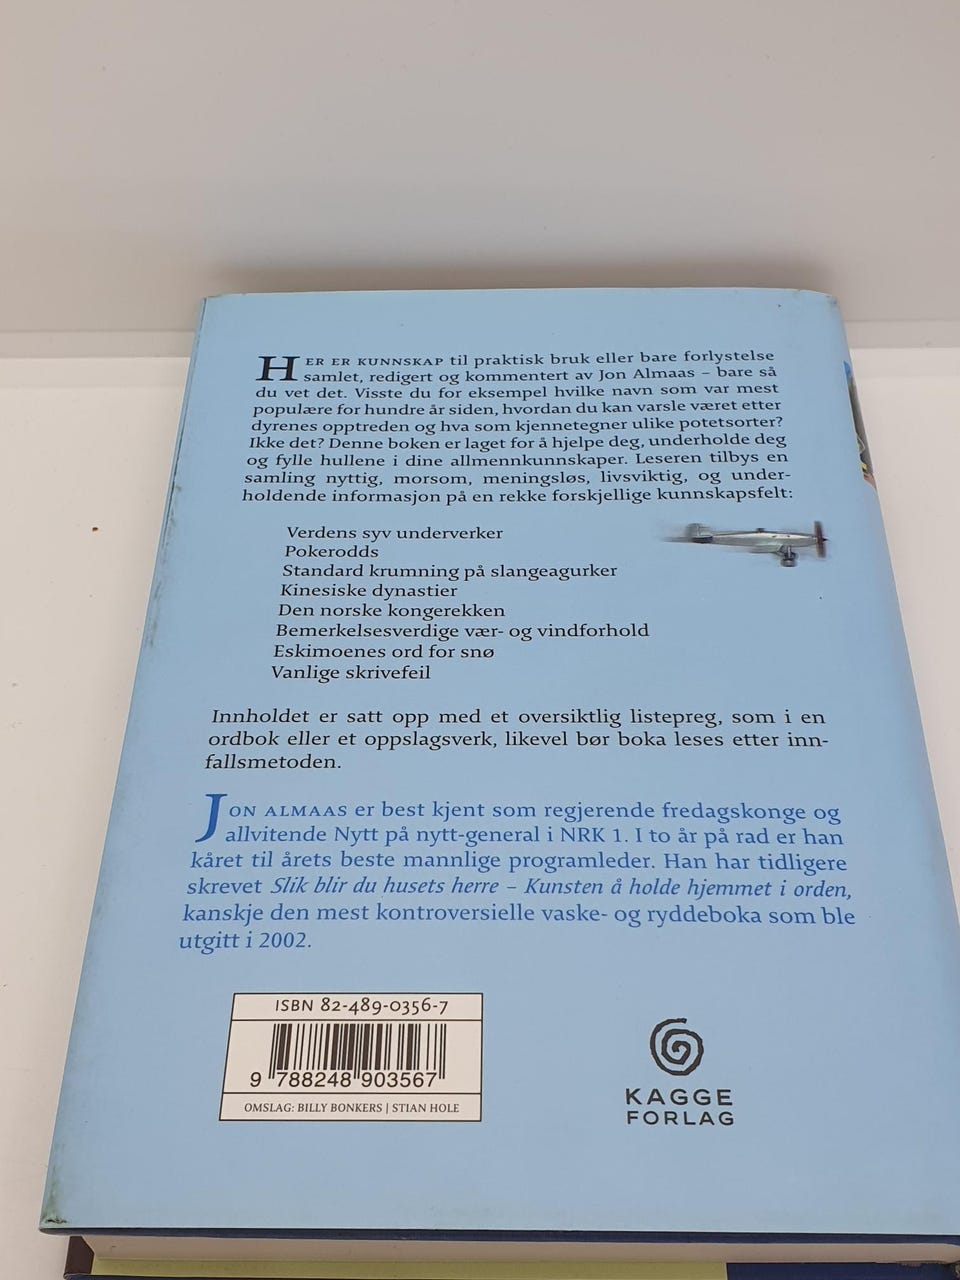 HER ER KUNNSKAP til praktisk bruk eller bare forlystelse
samlet, redigert og kommentert av Jon Almaas – bare så
du vet det. Visste du for eksempel hvilke navn som var mest
populære for hundre år siden, hvordan du kan varsle været etter
dyrenes opptreden og hva som kjennetegner ulike potetsorter?
Ikke det? Denne boken er laget for å hjelpe deg, underholde deg
og fylle hullene i dine allmennkunnskaper. Leseren tilbys en
samling nyttig, morsom, meningsløs, livsviktig, og under-
holdende informasjon på en rekke forskjellige kunnskapsfelt:
Verdens syv underverker
Pokerodds
Standard krumning på slangeagurker
Kinesiske dynastier
Den norske kongerekken
Bemerkelsesverdige vær- og vindforhold
Eskimoenes ord for snø
Vanlige skrivefeil
Innholdet er satt opp med et oversiktlig listepreg, som i en
ordbok eller et oppslagsverk, likevel bør boka leses etter inn-
fallsmetoden.
JON ALMAAS er best kjent som regjerende fredagskonge og
allvitende Nytt på nytt-general i NRK 1. I to år på rad er han
kåret til årets beste mannlige programleder. Han har tidligere
skrevet Slik blir du husets herre – Kunsten å holde hjemmet i orden,
kanskje den mest kontroversielle vaske- og ryddeboka som ble
utgitt i 2002.
ISBN 82-489-0356-7
9 788248 903567
OMSLAG: BILLY BONKERS | STIAN HOLE
KAGGE
FORLAG